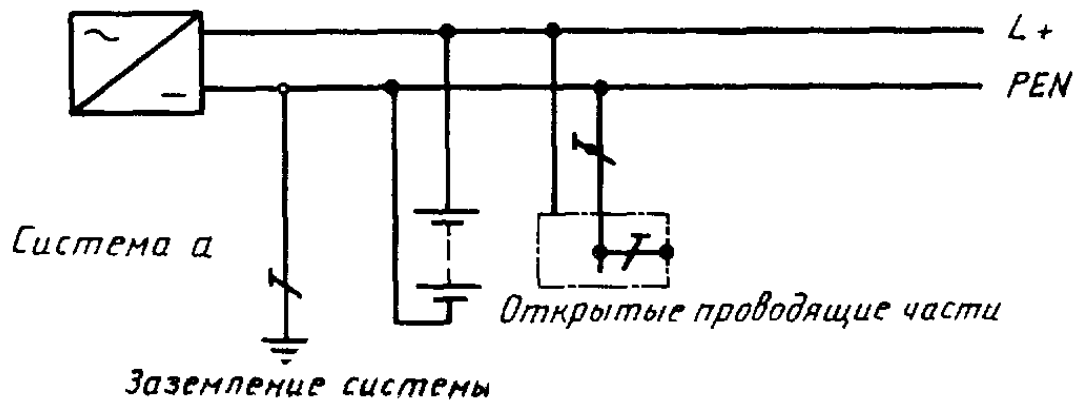 L+
PEN
Система а
Открытые проводящие части
Заземление системы